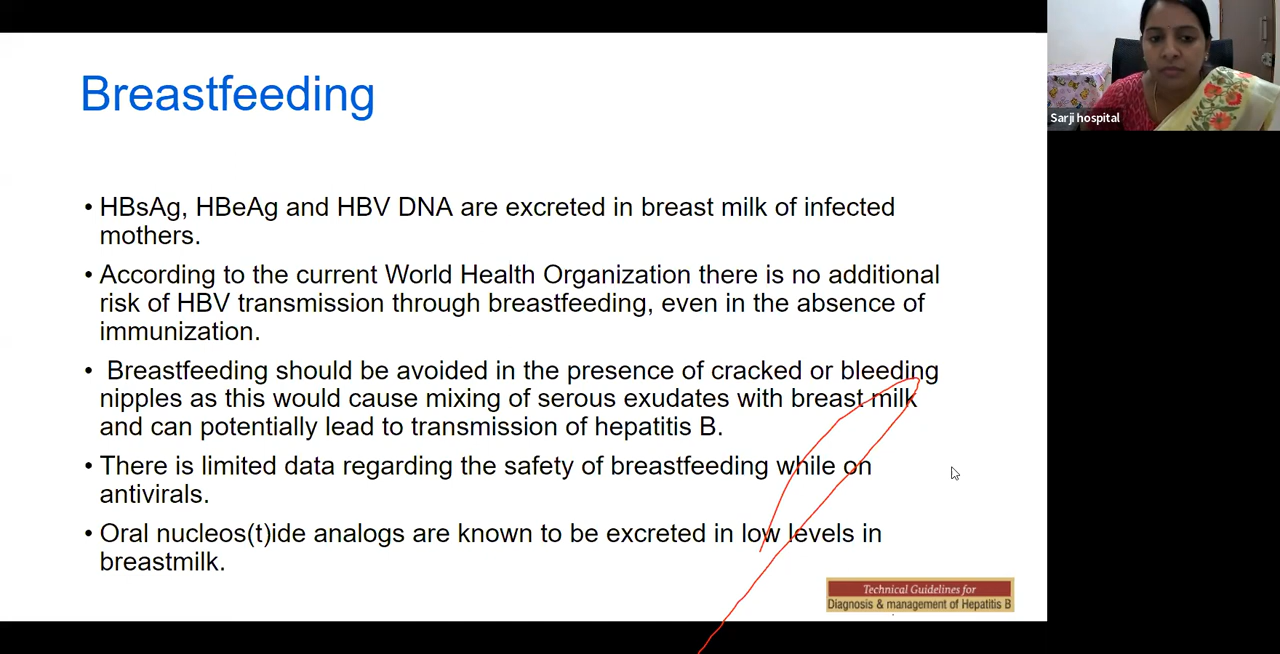 Breastfeeding
• HBsAg, HBeAg and HBV DNA are excreted in breast milk of infected
mothers.
• According to the current World Health Organization there is no additional
risk of HBV transmission through breastfeeding, even in the absence of
immunization.
• Breastfeeding should be avoided in the presence of cracked or bleeding
nipples as this would cause mixing of serous exudates with breast milk
and can potentially lead to transmission of hepatitis B.
• There is limited data regarding the safety of breastfeeding while on
antivirals.
• Oral nucleos(t)ide analogs are known to be excreted in low levels in
breastmilk.
Technical Guidelines for
Diagnosis & management of Hepatitis B
Sarji hospital